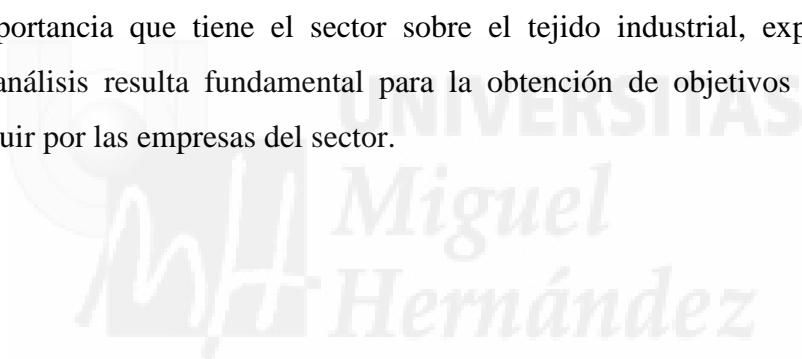 portancia que tiene el sector sobre el tejido industrial, exp
análisis resulta fundamental para la obtención de objetivos
uir por las empresas del sector.
UNIVERSITAS
Miguel
Hernández